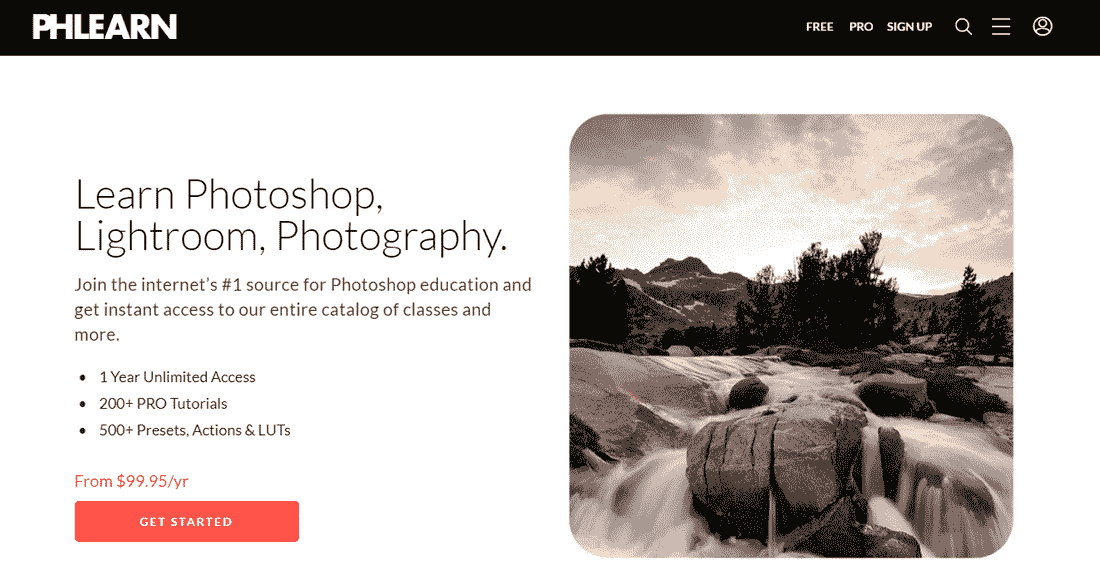 PHLEARN
FREE PRO SIGN UP
Learn Photoshop,
Lightroom, Photography.
Join the internet’s #1 source for Photoshop education and
get instant access to our entire catalog of classes and
more.
• 1 Year Unlimited Access
• 200+ PRO Tutorials
• 500+ Presets, Actions & LUTs
From $99.95/yr
GET STARTED